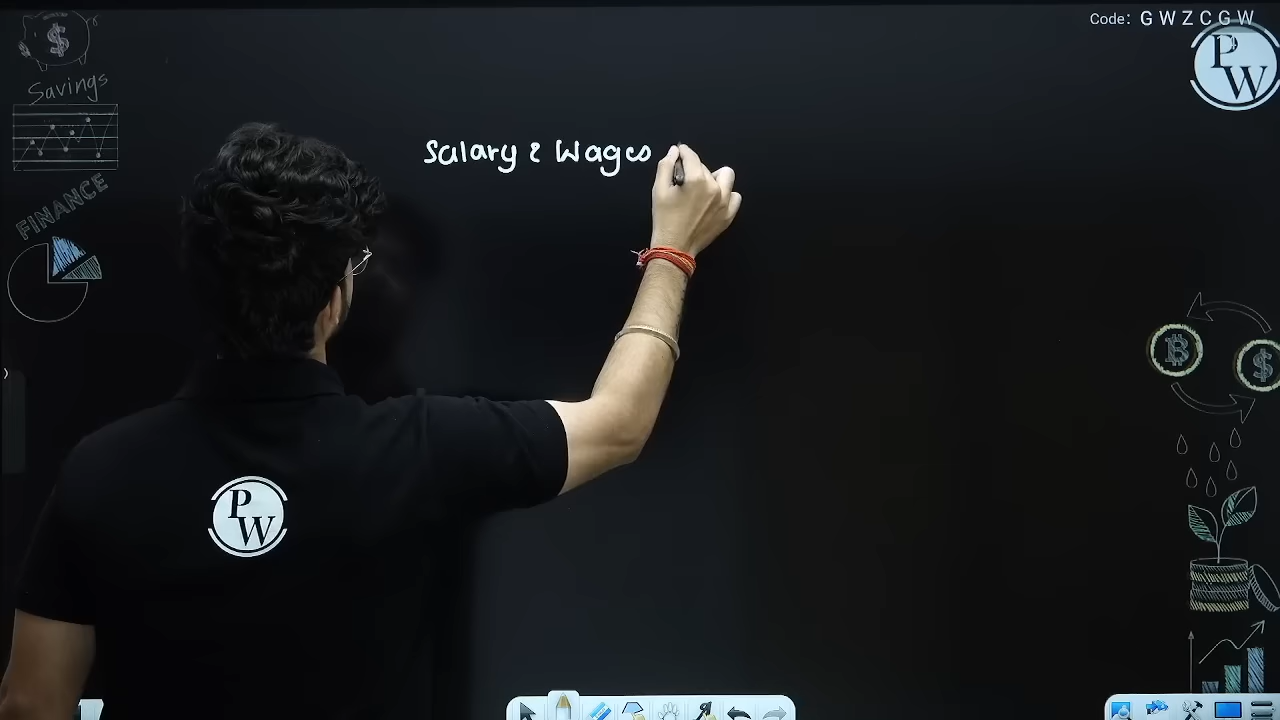 Code: G W Z C G W
PW
Savings
FINANCE
Salary & Wages
PW